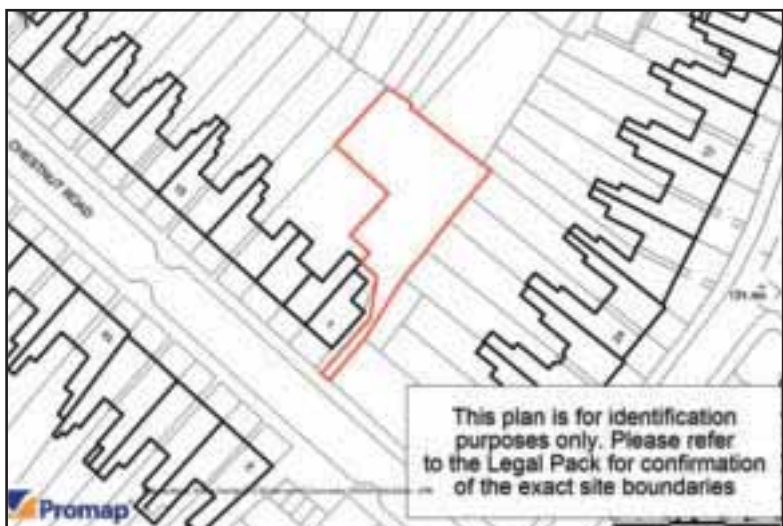 CHESTNUT ROAD
This plan is for identification
purposes only. Please refer
to the Legal Pack for confirmation
of the exact site boundaries
Promap